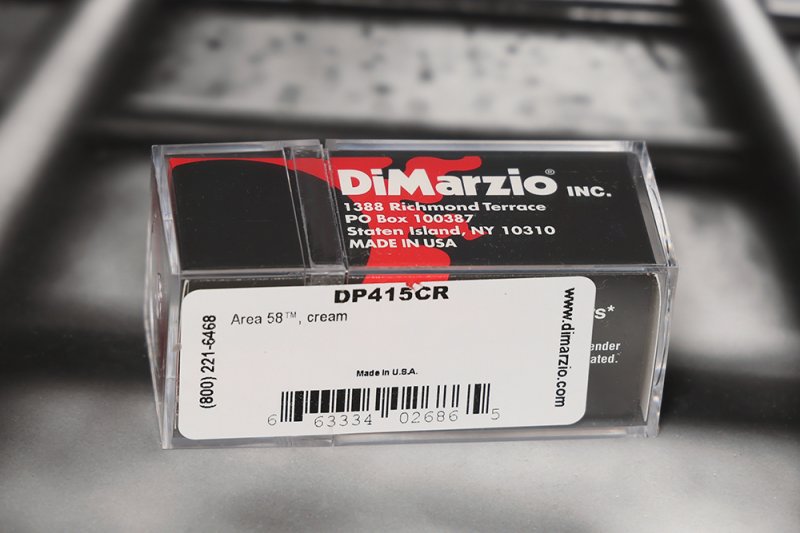 DiMarzio® INC.
1388 Richmond Terrace
PO Box 100387
Staten Island, NY 10310
MADE IN USA
DP415CR
Area 58™, cream
(800) 221-6468
www.dimarzio.com
Made in U.S.A.
6 63334 02686 5